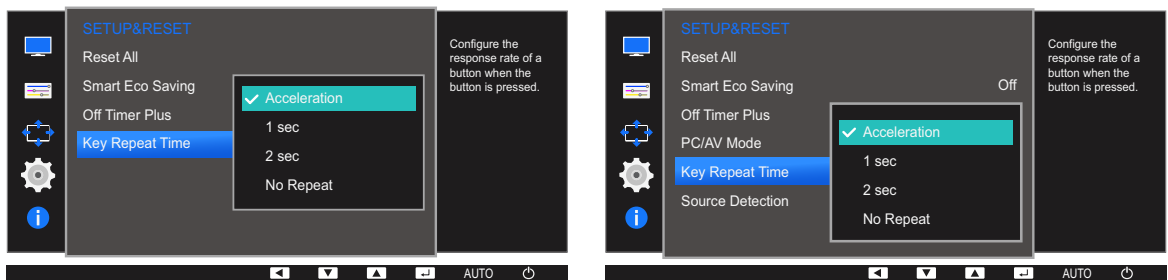 SETUP&RESET
Reset All
Smart Eco Saving
Off Timer Plus
Key Repeat Time
Acceleration
1 sec
2 sec
No Repeat
Configure the
response rate of a
button when the
button is pressed.
AUTO
SETUP&RESET
Reset All
Smart Eco Saving Off
Off Timer Plus
PC/AV Mode
Key Repeat Time
Source Detection
Acceleration
1 sec
2 sec
No Repeat
Configure the
response rate of a
button when the
button is pressed.
AUTO